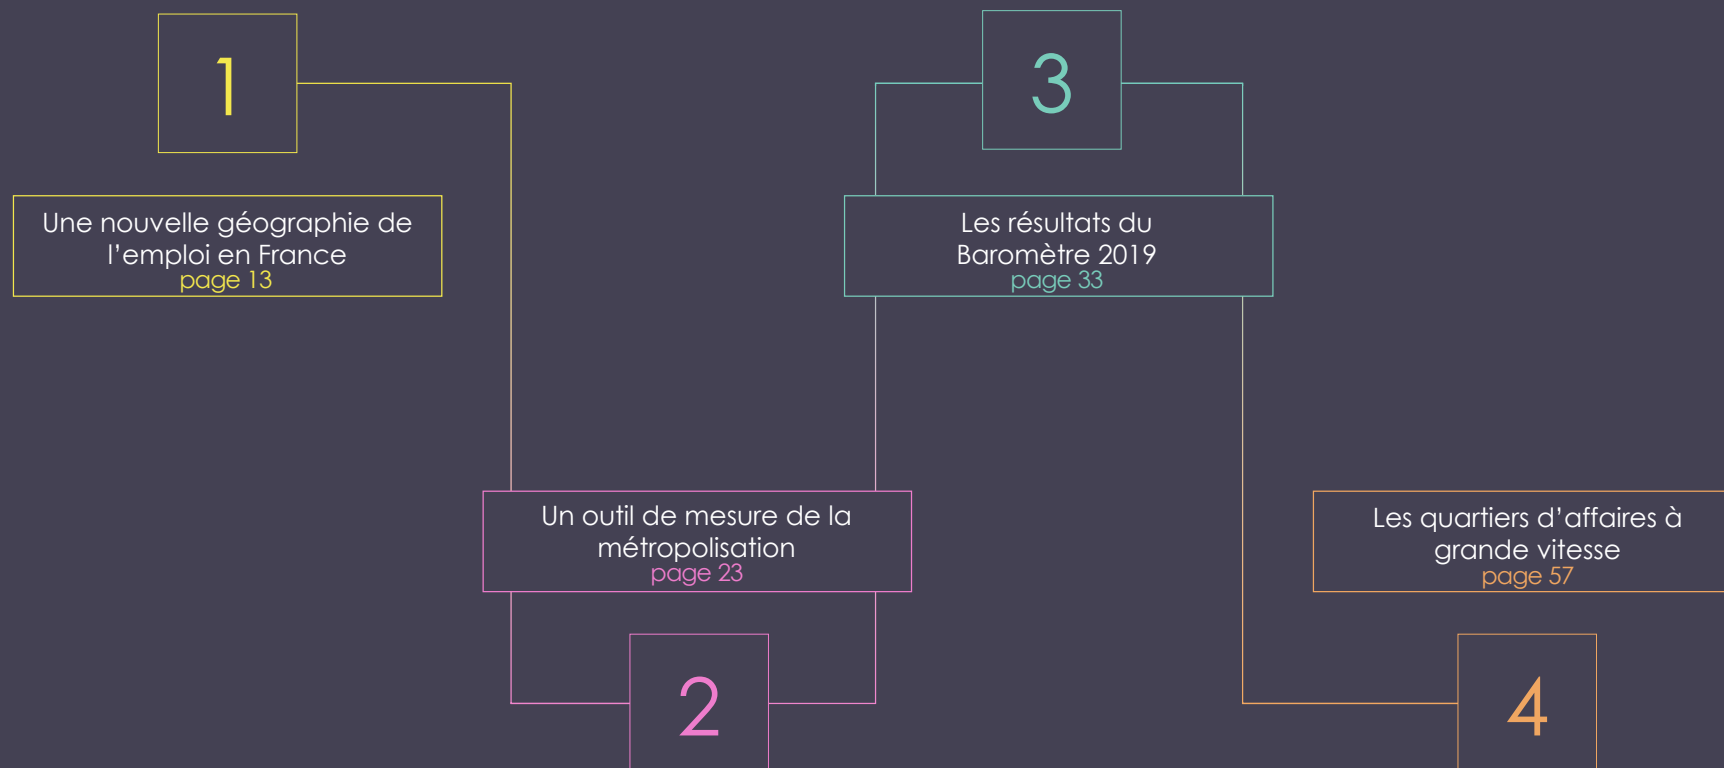 1
Une nouvelle géographie de
l’emploi en France
page 13
2
Un outil de mesure de la
métropolisation
page 23
3
Les résultats du
Baromètre 2019
page 33
4
Les quartiers d’affaires à
grande vitesse
page 57